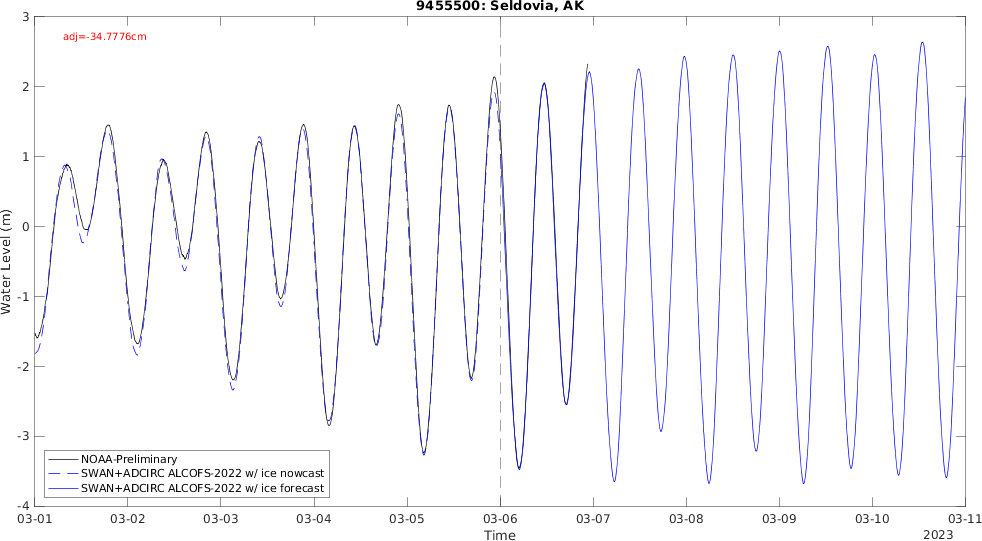 9455500: Seldovia, AK
adj=-34.7776cm
Water Level (m)
3
2
1
0
-1
-2
-3
-4
NOAA-Preliminary
SWAN+ADCIRC ALCOFS-2022 w/ ice nowcast
SWAN+ADCIRC ALCOFS-2022 w/ ice forecast
03-01 03-02 03-03 03-04 03-05 03-06 03-07 03-08 03-09 03-10 03-11
Time
2023